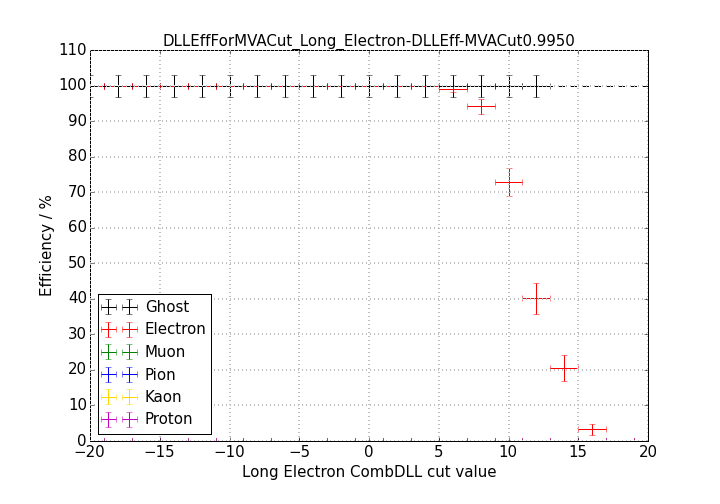 DLLEffForMVACut_Long_Electron-DLLEff-MVACut0.9950
110
100
90
80
70
60
50
40
30
20
10
0
Efficiency / %
Ghost
Electron
Muon
Pion
Kaon
Proton
−20 −15 −10 −5 0 5 10 15 20
Long Electron CombDLL cut value